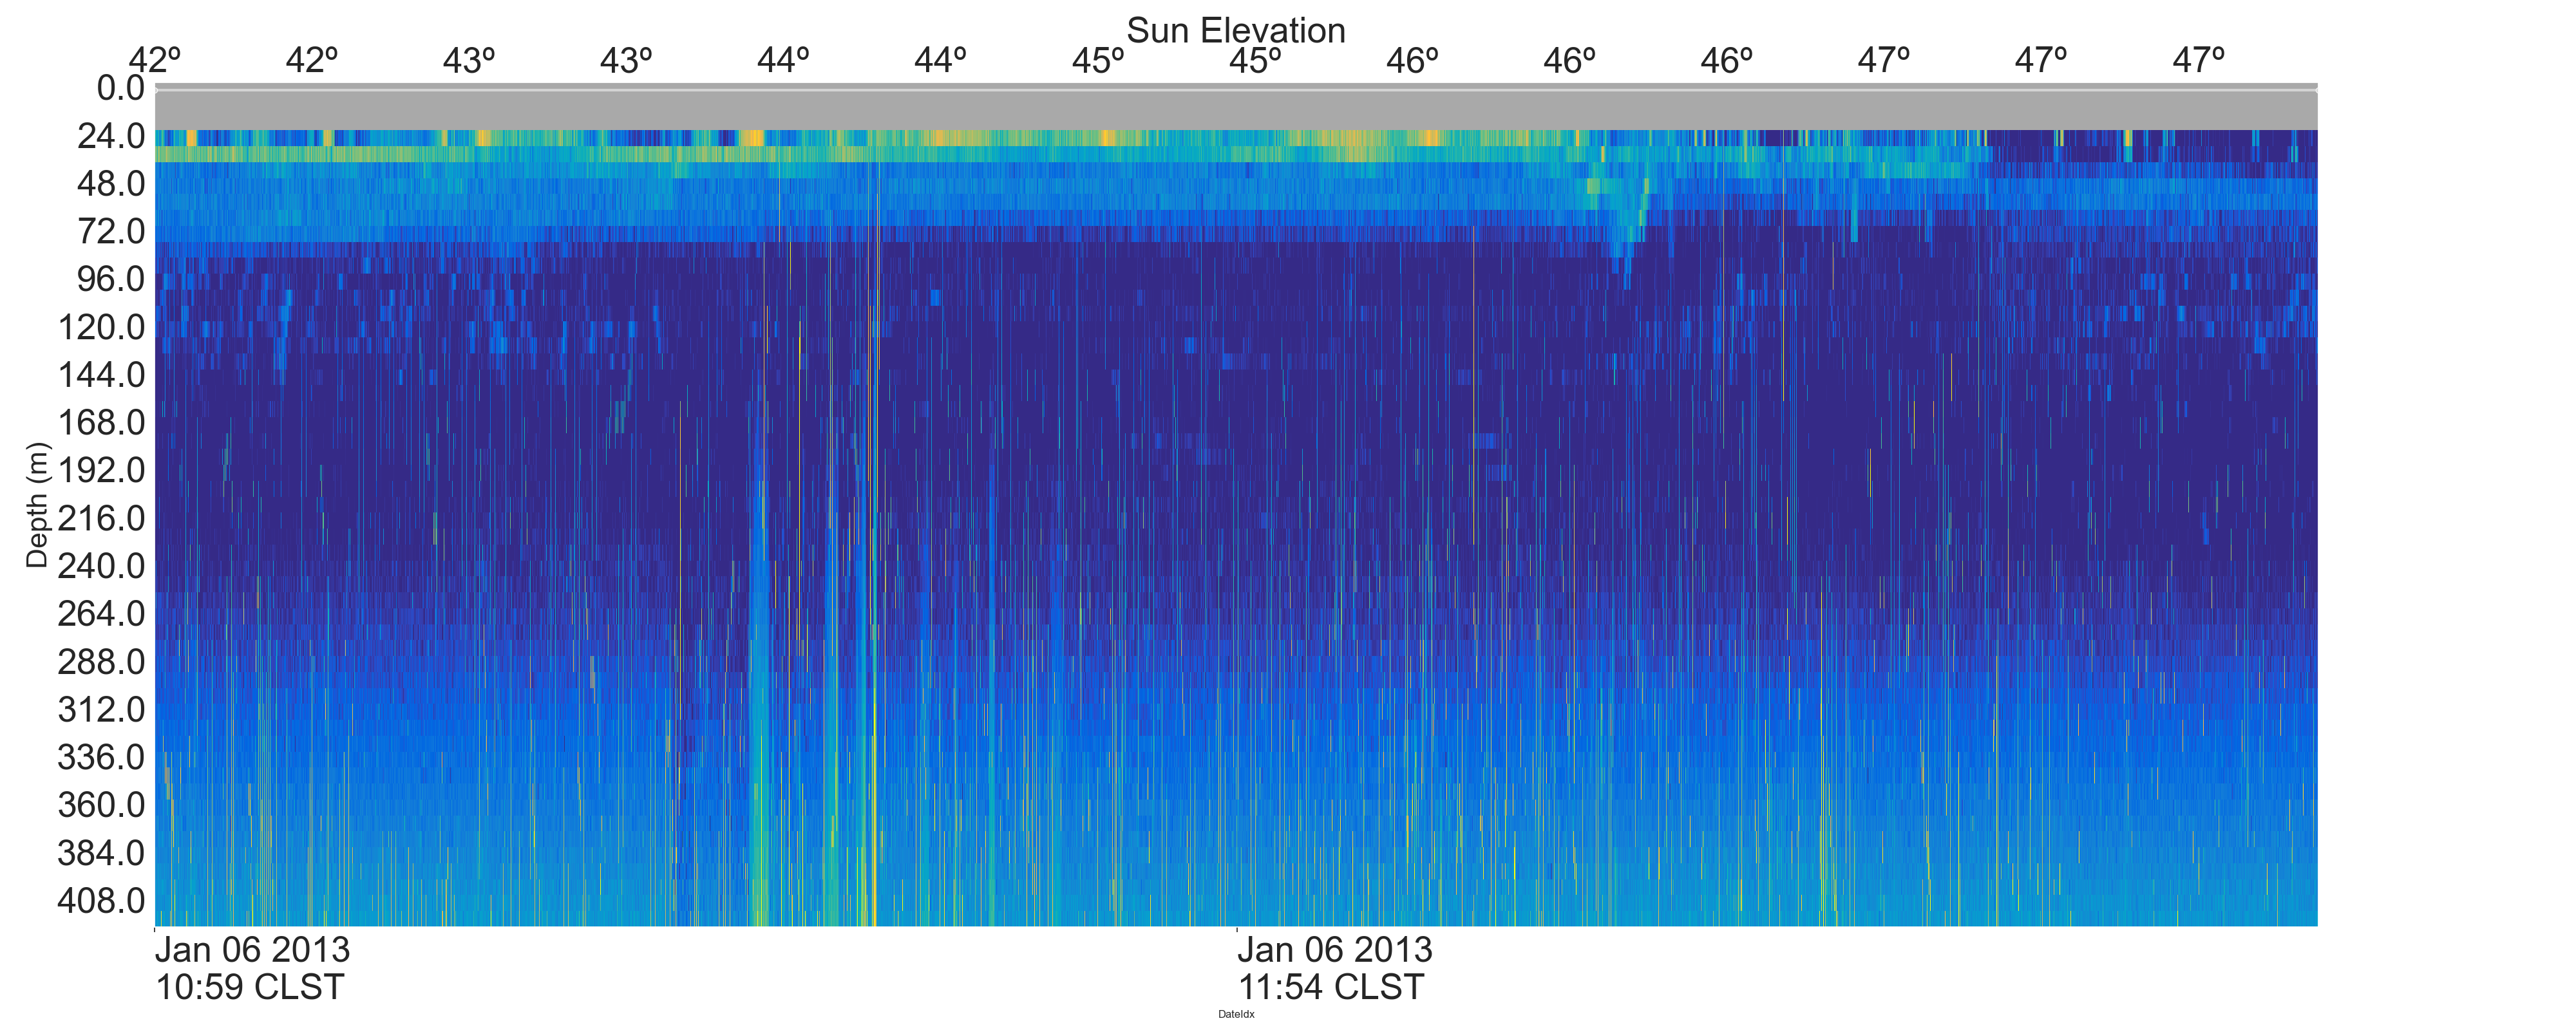 Sun Elevation
42º 42º 43º 43º 44º 44º 45º 45º 46º 46º 46º 47º 47º 47º
0.0
24.0
48.0
72.0
96.0
120.0
144.0
168.0
192.0
216.0
240.0
264.0
288.0
312.0
336.0
360.0
384.0
408.0
Depth (m)
Jan 06 2013
10:59 CLST
Jan 06 2013
11:54 CLST
DateIdx